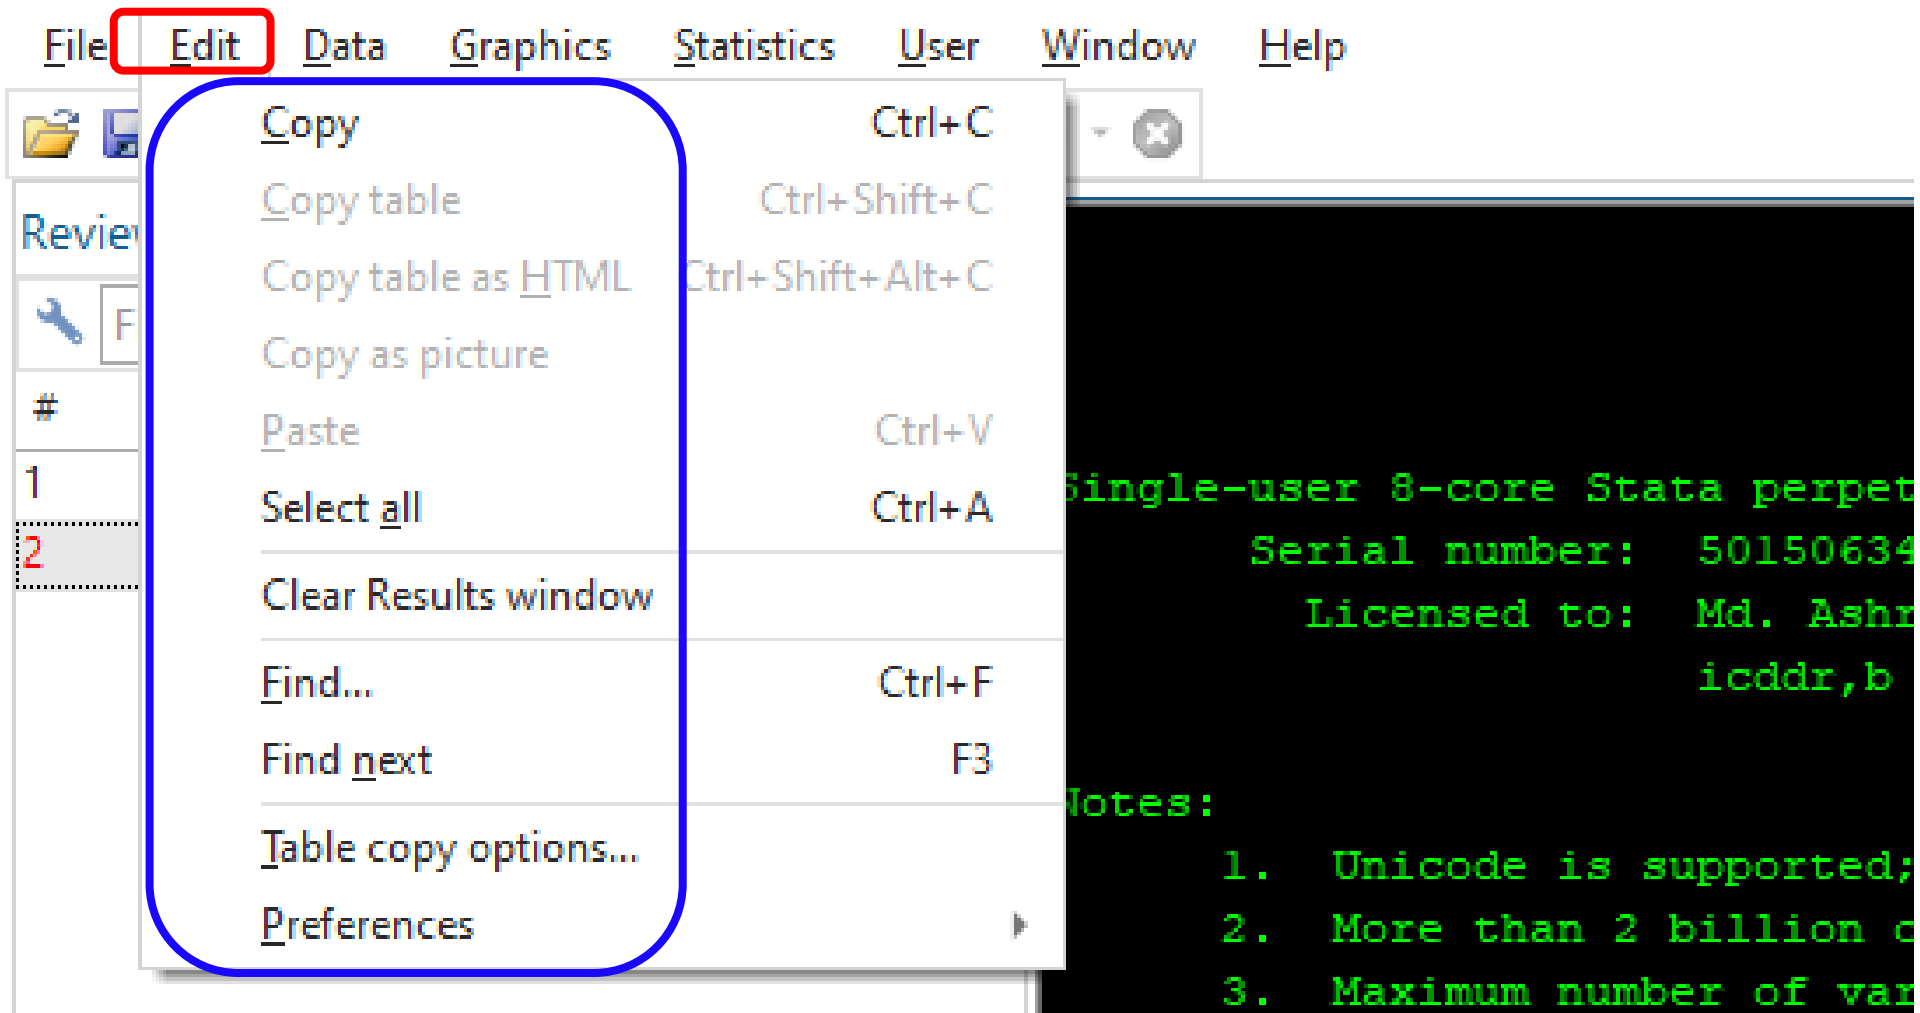 File Edit Data Graphics Statistics User Window Help
Copy Ctrl+C
Copy table Ctrl+Shift+C
Copy table as HTML Ctrl+Shift+Alt+C
Copy as picture
Paste Ctrl+V
Select all Ctrl+A
Clear Results window
Find... Ctrl+F
Find next F3
Table copy options...
Preferences
Review
F
#
1
2
Single-user 8-core Stata perpet
Serial number: 50150634
Licensed to: Md. Ashr
icddr,b
Notes:
1. Unicode is supported;
2. More than 2 billion
3. Maximum number of var